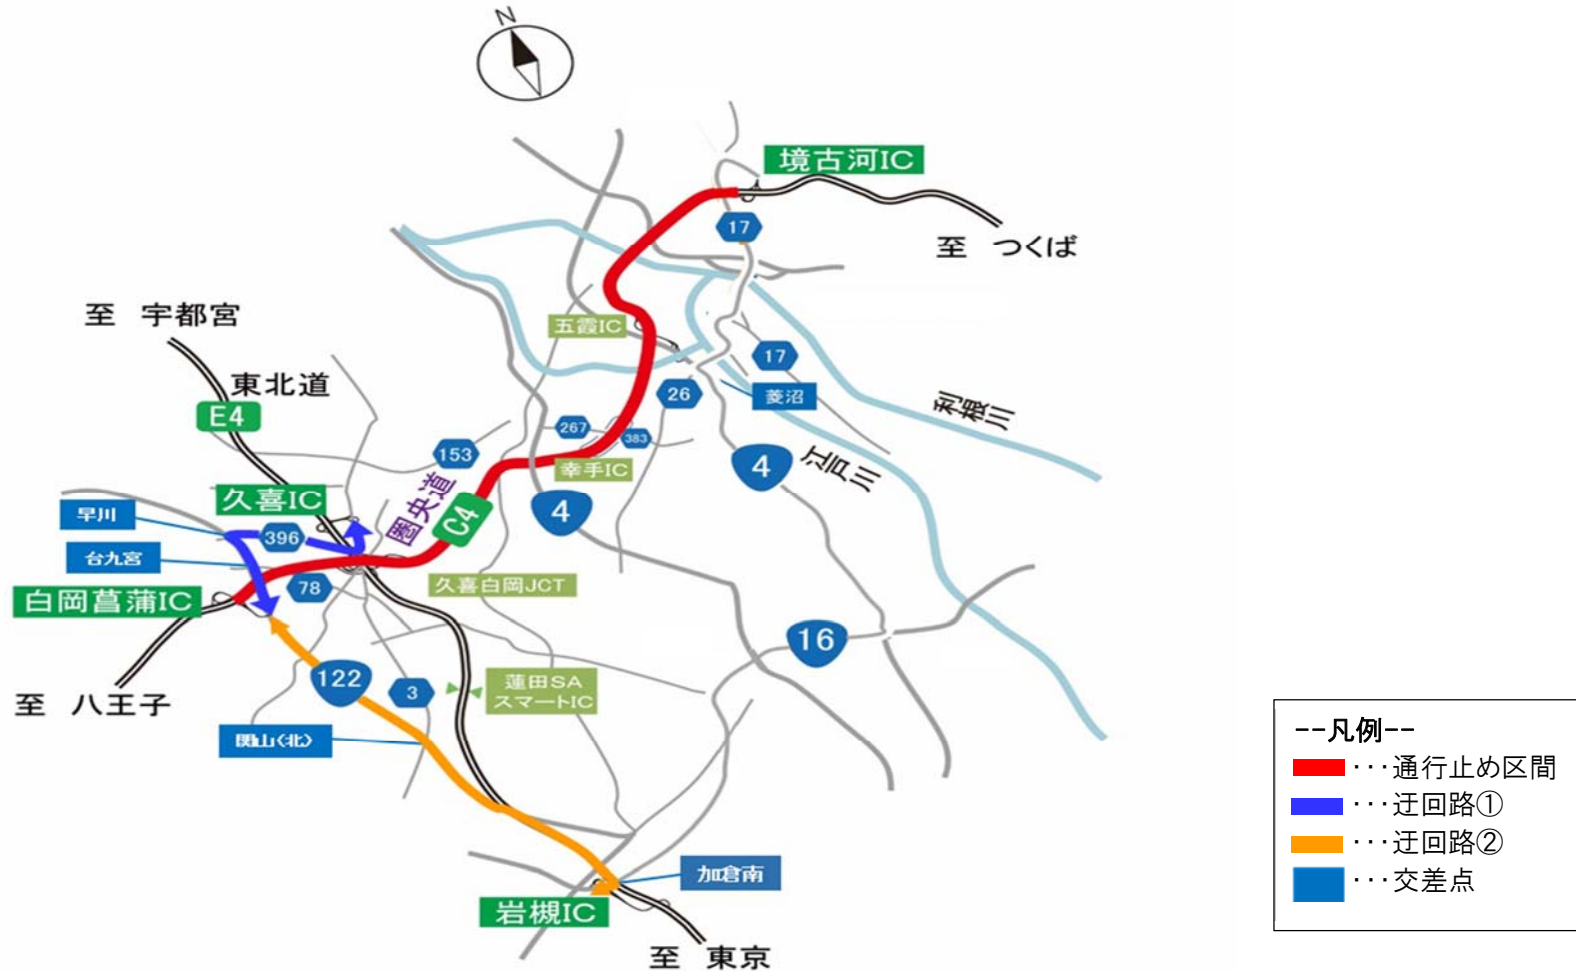 N
境古河IC
17
至 つくば
至 宇都宮
五霞IC
東北道
17
利根川
E4
26
菱沼
267
383
153
江戸川
4
幸手IC
久喜IC
圏央道
C4
4
早川
396
台九宮
久喜白岡JCT
78
白岡菖蒲IC
16
122
3
蓮田SA
スマートIC
至 八王子
関山(北)
--凡例--
･･･通行止め区間
･･･迂回路①
･･･迂回路②
･･･交差点
加倉南
岩槻IC
至 東京